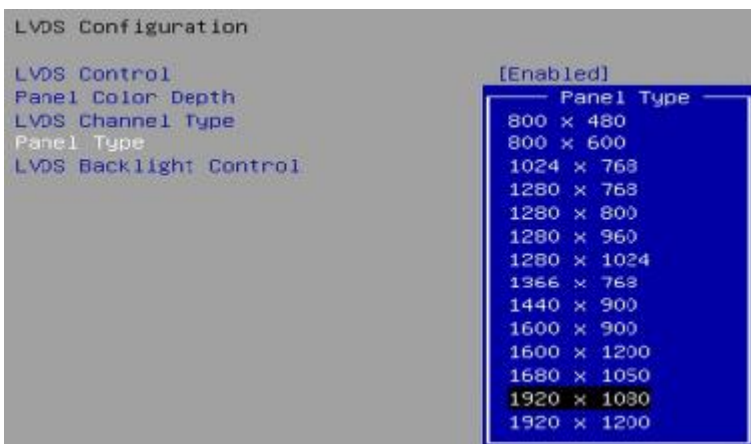 LVDS Configuration
LVDS Control [Enabled]
Panel Color Depth
LVDS Channel Type
Panel Type
LVDS Backlight Control
Panel Type
800 x 480
800 x 600
1024 x 768
1280 x 768
1280 x 800
1280 x 960
1280 x 1024
1366 x 768
1440 x 900
1600 x 900
1600 x 1200
1680 x 1050
1920 x 1080
1920 x 1200